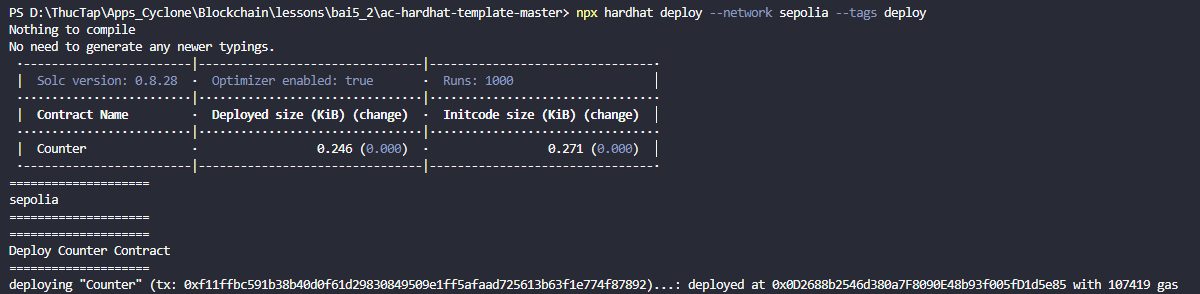 PS D:\ThucTap\Apps_Cyclone\Blockchain\lessons\bai5_2\ac-hardhat-template-master> npx hardhat deploy --network sepolia --tags deploy
Nothing to compile
No need to generate any newer typings.
Solc version: 0.8.28 · Optimizer enabled: true · Runs: 1000
Contract Name · Deployed size (KiB) (change) · Initcode size (KiB) (change)
Counter · 0.246 (0.000) · 0.271 (0.000)
====================
sepolia
====================
====================
Deploy Counter Contract
====================
deploying "Counter" (tx: 0xf11ffbc591b38b40d0f61d29830849509e1ff5afaad725613b63f1e774f87892)...: deployed at 0x0D2688b2546d380a7F8090E48b93f005fD1d5e85 with 107419 gas